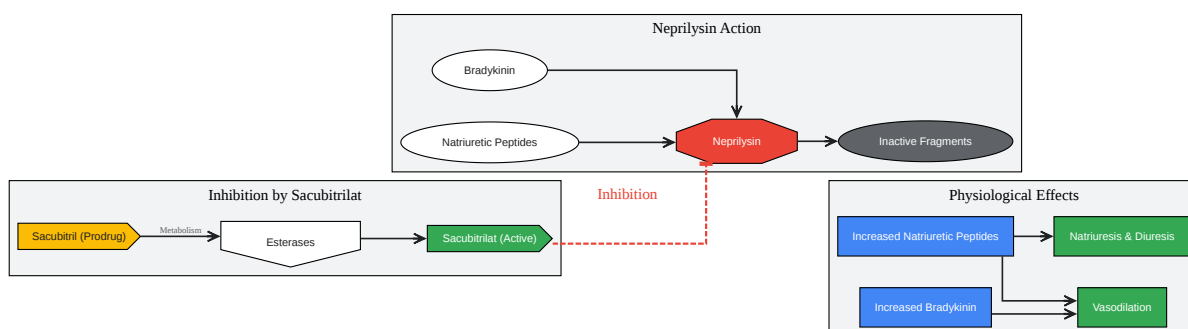 Neprilysin Action
Bradykinin
Natriuretic Peptides
Neprilysin
Inactive Fragments
Inhibition by Sacubitrilat
Inhibition
Sacubitril (Prodrug)
Metabolism
Esterases
Sacubitrilat (Active)
Physiological Effects
Increased Natriuretic Peptides
Natriuresis & Diuresis
Increased Bradykinin
Vasodilation